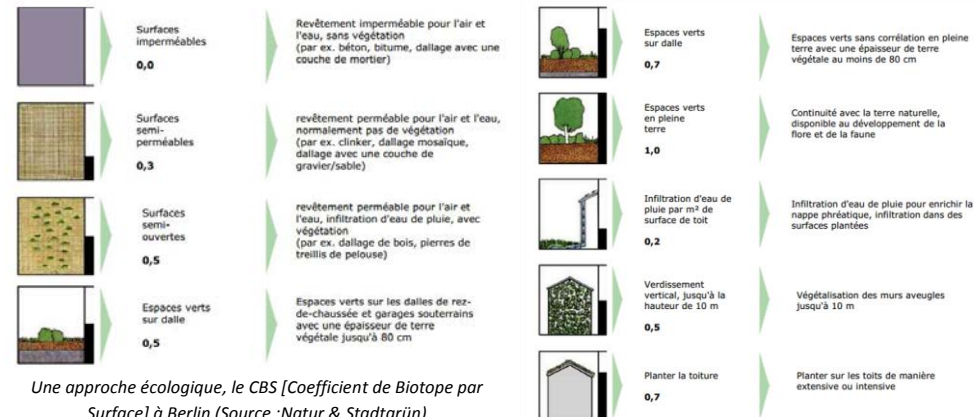 Surfaces
imperméables
0,0
Revêtement imperméable pour l'air et
l'eau, sans végétation
(par ex. béton, bitume, dallage avec une
couche de mortier)
Surfaces
semi-
perméables
0,3
revêtement perméable pour l'air et l'eau,
normalement pas de végétation
(par ex. clinker, dallage mosaïque,
dallage avec une couche de
gravier/sable)
Surfaces
semi-
ouvertes
0,5
revêtement perméable pour l'air et
l'eau, infiltration d'eau de pluie, avec
végétation
(par ex. dallage de bois, pierres de
treillis de pelouse)
Espaces verts
sur dalle
0,5
Espaces verts sur les dalles de rez-
de-chaussée et garages souterrains
avec une épaisseur de terre
végétale jusqu'à 80 cm
Une approche écologique, le CBS [Coefficient de Biotope par
Surface] à Berlin (Source :Natur & Stadtgrün)
Espaces verts
sur dalle
0,7
Espaces verts sans corrélation en pleine
terre avec une épaisseur de terre
végétale au moins de 80 cm
Espaces verts
en pleine
terre
1,0
Continuité avec la terre naturelle,
disponible au développement de la
flore et de la faune
Infiltration d'eau de
pluie par m² de
surface de toit
0,2
Infiltration d'eau de pluie pour enrichir la
nappe phréatique, infiltration dans des
surfaces plantées
Verdissement
vertical, jusqu'à la
hauteur de 10 m
0,5
Végétalisation des murs aveugles
jusqu'à 10 m
Planter la toiture
0,7
Planter sur les toits de manière
extensive ou intensive